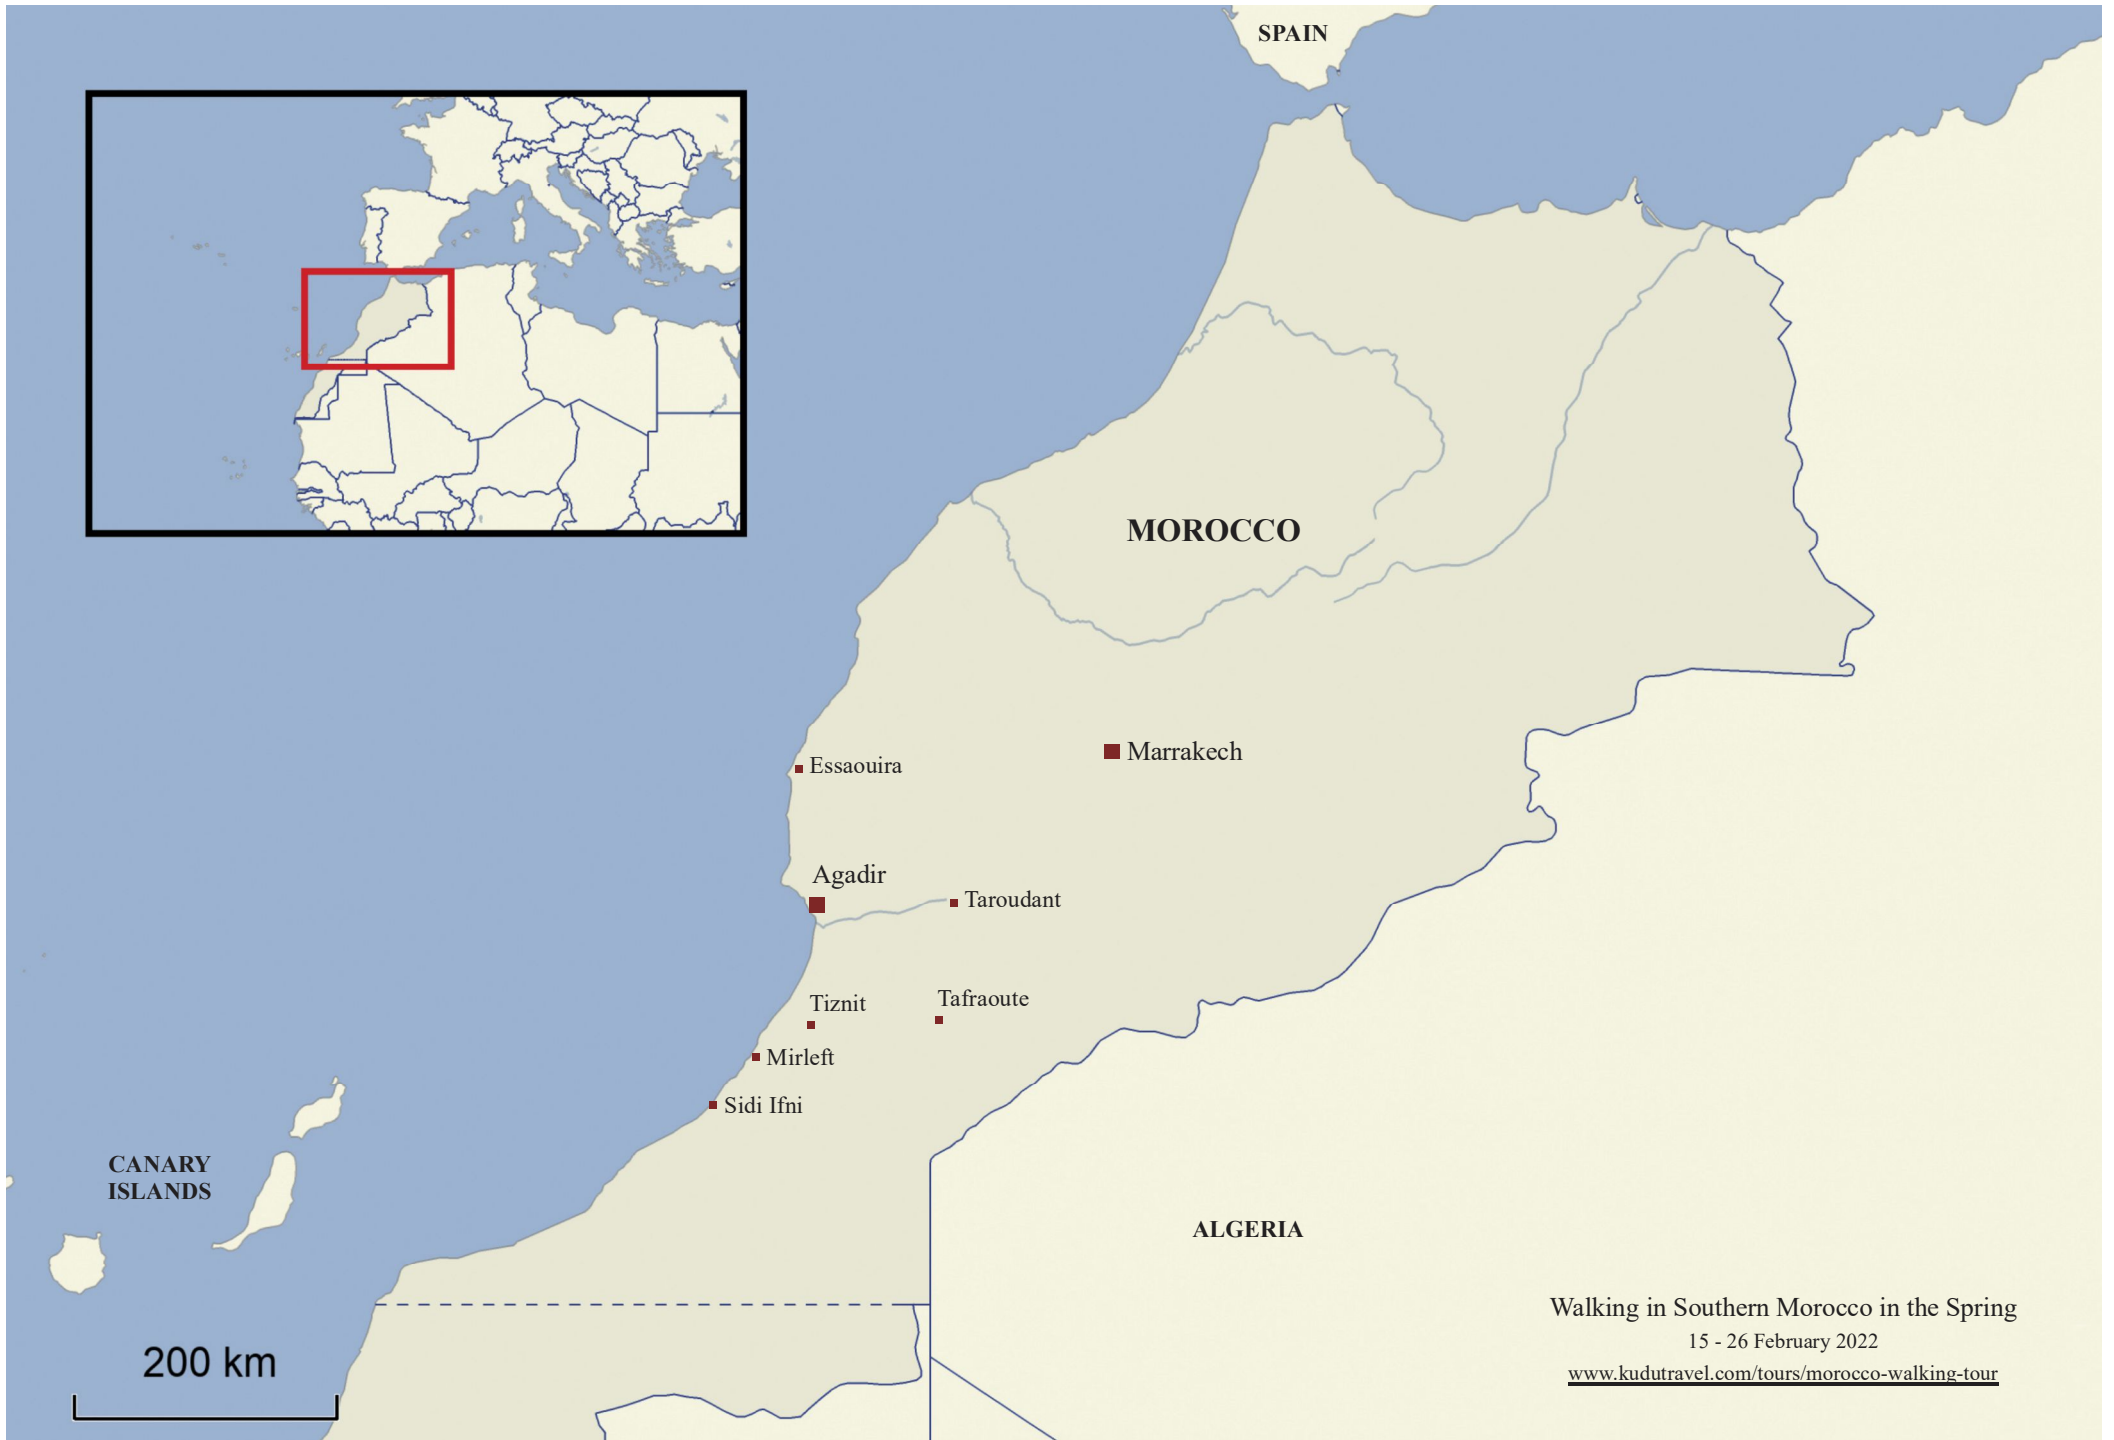 SPAIN
MOROCCO
Marrakech
Essaouira
Agadir
Taroudant
Tiznit
Tafraoute
Mirleft
Sidi Ifni
CANARY
ISLANDS
ALGERIA
200 km
Walking in Southern Morocco in the Spring
15 - 26 February 2022
www.kudutravel.com/tours/morocco-walking-tour